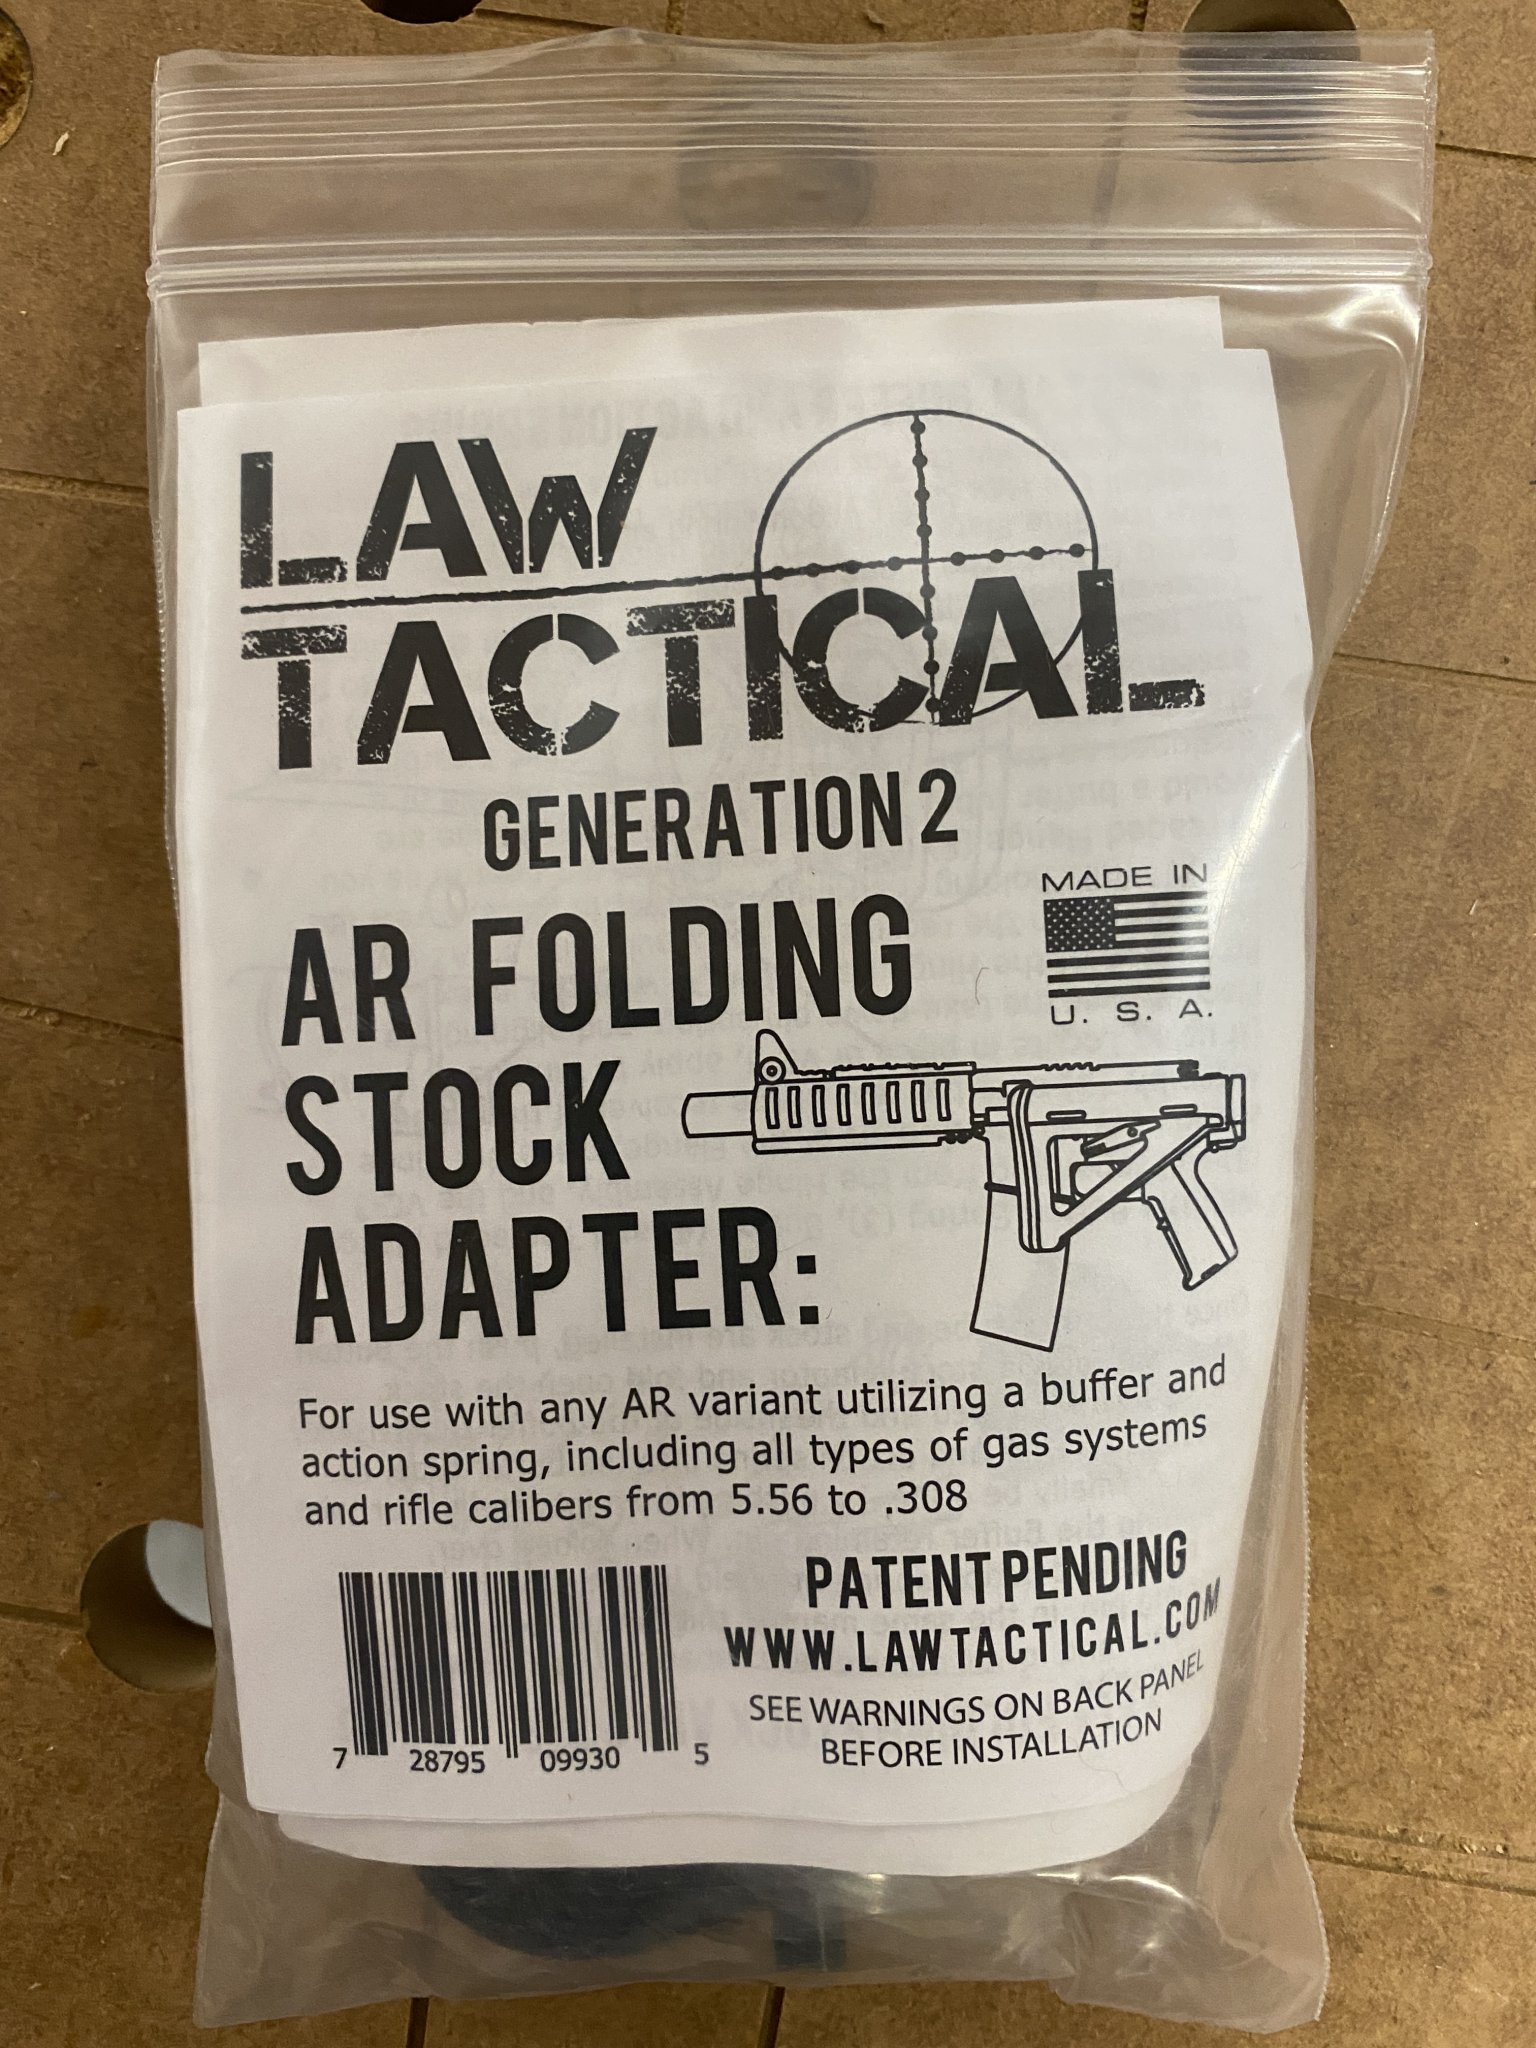 LAW
TACTICAL
GENERATION 2
MADE IN
U. S. A.
AR FOLDING
STOCK
ADAPTER:
For use with any AR variant utilizing a buffer and
action spring, including all types of gas systems
and rifle calibers from 5.56 to .308
PATENT PENDING
WWW.LAWTACTICAL.COM
SEE WARNINGS ON BACK PANEL
BEFORE INSTALLATION
7 28795 09930 5